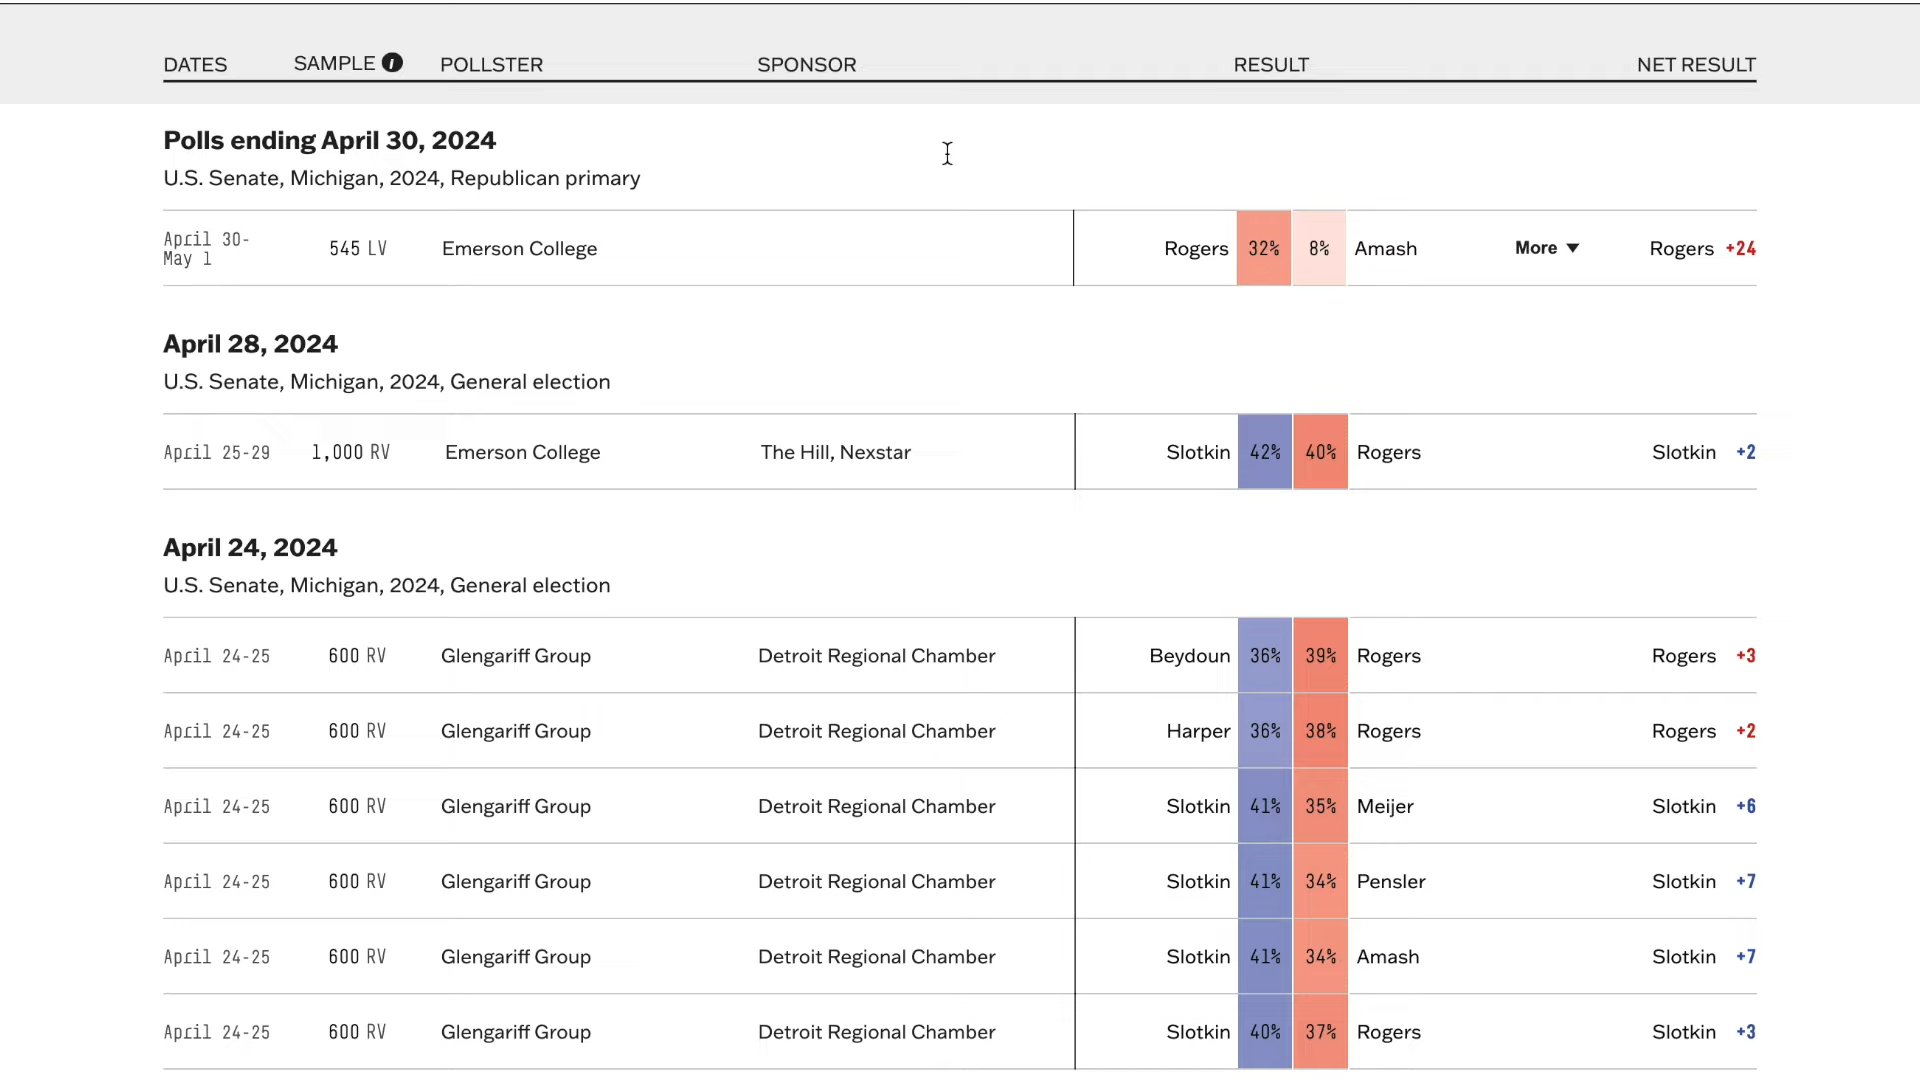 DATES SAMPLE i POLLSTER SPONSOR RESULT NET RESULT
Polls ending April 30, 2024
U.S. Senate, Michigan, 2024, Republican primary
April 30-
May 1 545 LV Emerson College Rogers 32% 8% Amash More ▼ Rogers +24
April 28, 2024
U.S. Senate, Michigan, 2024, General election
April 25-29 1,000 RV Emerson College The Hill, Nexstar Slotkin 42% 40% Rogers Slotkin +2
April 24, 2024
U.S. Senate, Michigan, 2024, General election
April 24-25 600 RV Glengariff Group Detroit Regional Chamber Beydoun 36% 39% Rogers Rogers +3
April 24-25 600 RV Glengariff Group Detroit Regional Chamber Harper 36% 38% Rogers Rogers +2
April 24-25 600 RV Glengariff Group Detroit Regional Chamber Slotkin 41% 35% Meijer Slotkin +6
April 24-25 600 RV Glengariff Group Detroit Regional Chamber Slotkin 41% 34% Pensler Slotkin +7
April 24-25 600 RV Glengariff Group Detroit Regional Chamber Slotkin 41% 34% Amash Slotkin +7
April 24-25 600 RV Glengariff Group Detroit Regional Chamber Slotkin 40% 37% Rogers Slotkin +3